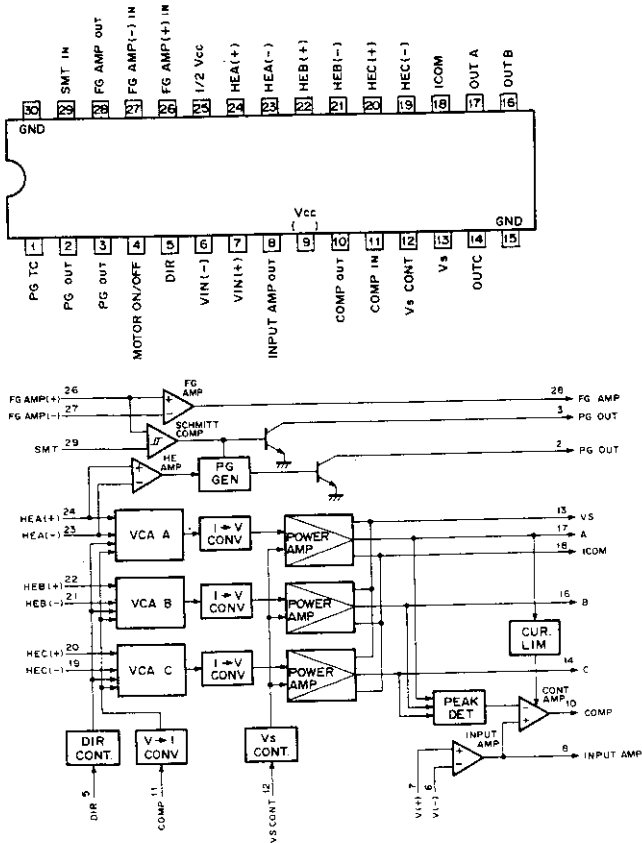 SMT IN
FG AMP OUT
FG AMP(-) IN
FG AMP(+) IN
1/2 Vcc
HEA(+)
HEA(-)
HEB(+)
HEB(-)
HEC(+)
HEC(-)
ICOM
OUT A
OUT B
30 29 28 27 26 25 24 23 22 21 20 19 18 17 16
GND
Vcc
( )
GND
1 2 3 4 5 6 7 8 9 10 11 12 13 14 15
PG TC
PG OUT
PG OUT
MOTOR ON/OFF
DIR
VIN(-)
VIN(+)
INPUT AMP OUT
COMP OUT
COMP IN
Vs CONT
Vs
OUTC
FG AMP(+) 26
FG AMP(-) 27
+
-
FG
AMP
28 FG AMP
3 PG OUT
SMT 29
SCHMITT
COMP
+
-
HE
AMP
PG
GEN
2 PG OUT
HEA(+) 24
HEA(-) 23
VCA A
I→V
CONV
POWER
AMP
13 VS
17 A
18 ICOM
HEB(+) 22
HEB(-) 21
VCA B
I→V
CONV
POWER
AMP
16 B
HEC(+) 20
HEC(-) 19
VCA C
I→V
CONV
POWER
AMP
CUR.
LIM
14 C
PEAK
DET
CONT
AMP
-
+
10 COMP
DIR
CONT.
V→I
CONV
Vs
CONT.
INPUT
AMP
+
-
8 INPUT AMP
5
DIR
11
COMP
12
VS CONT
7
V(+)
6
V(-)